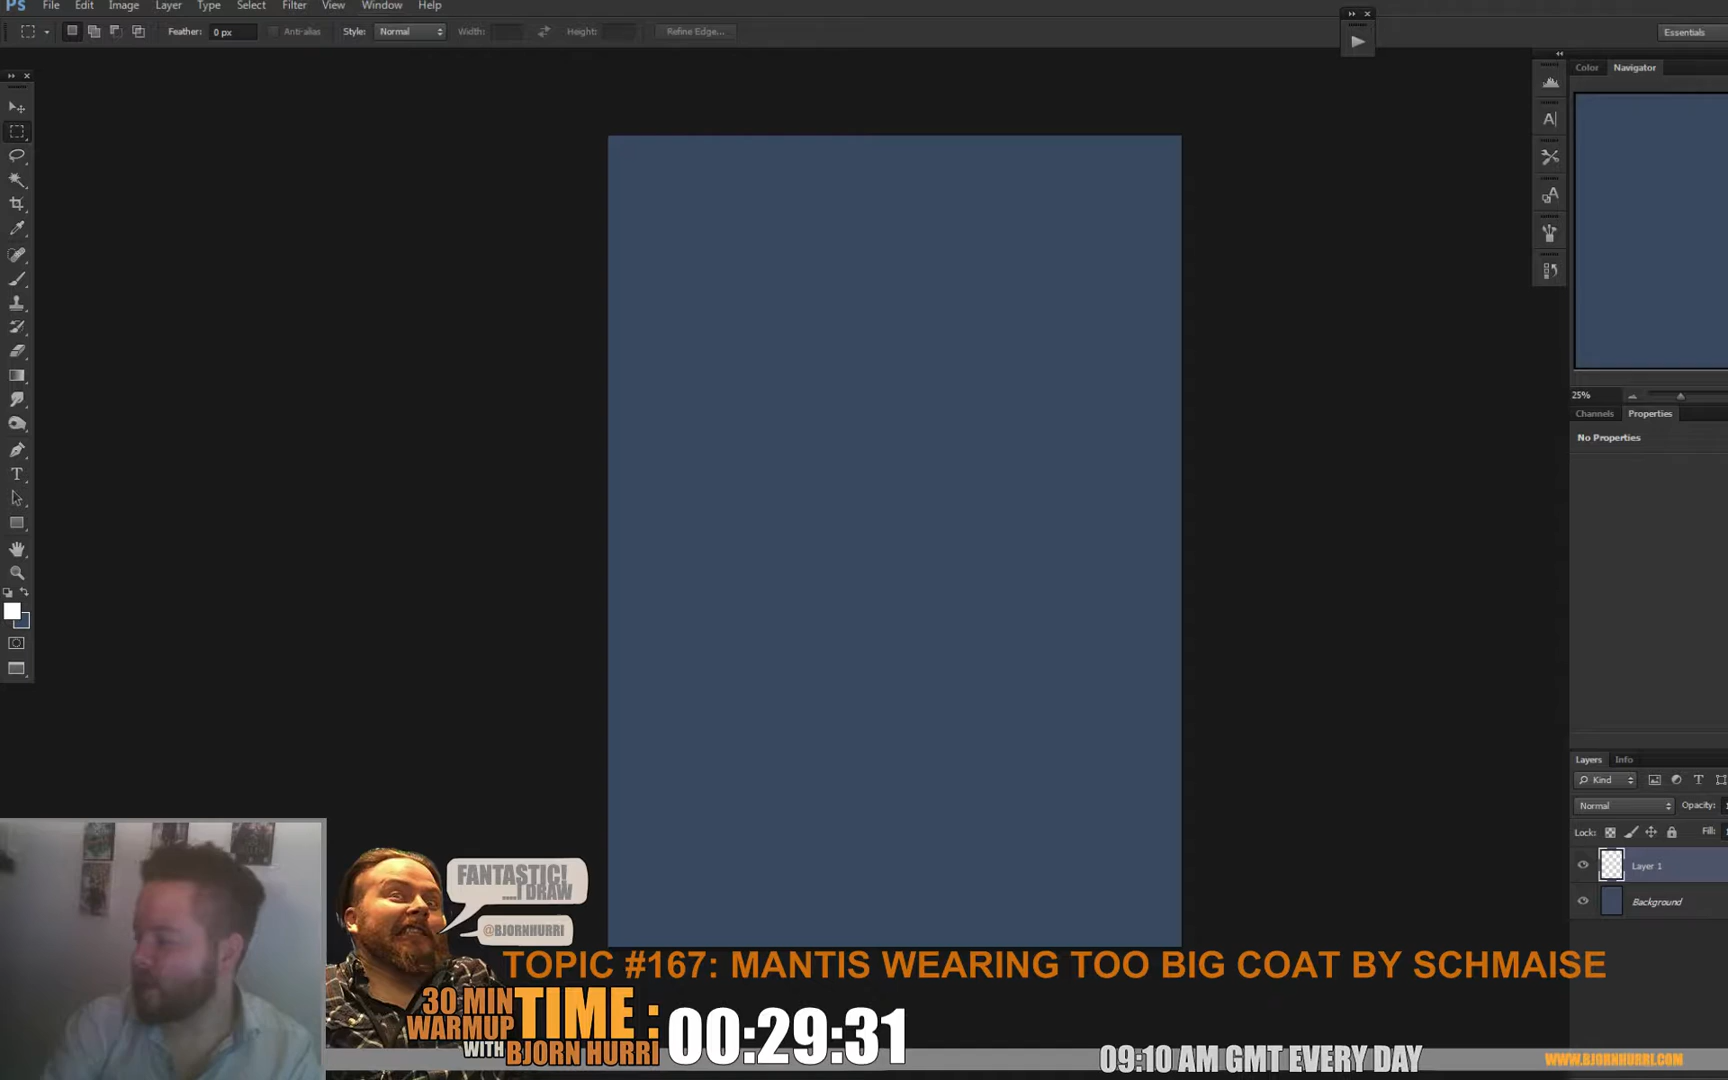 Ps File Edit Image Layer Type Select Filter View Window Help
Feather: 0 px Anti-alias Style: Normal Width: Height: Refine Edge... Essentials
Color Navigator
25%
Channels Properties
No Properties
Layers Info
Kind
Normal Opacity:
Lock: Fill:
Layer 1
Background
FANTASTIC!
....I DRAW
@BJORNHURRI
TOPIC #167: MANTIS WEARING TOO BIG COAT BY SCHMAISE
30 MIN
WARMUP
WITH BJORN HURRI
TIME : 00:29:31
09:10 AM GMT EVERY DAY
WWW.BJORNHURRI.COM